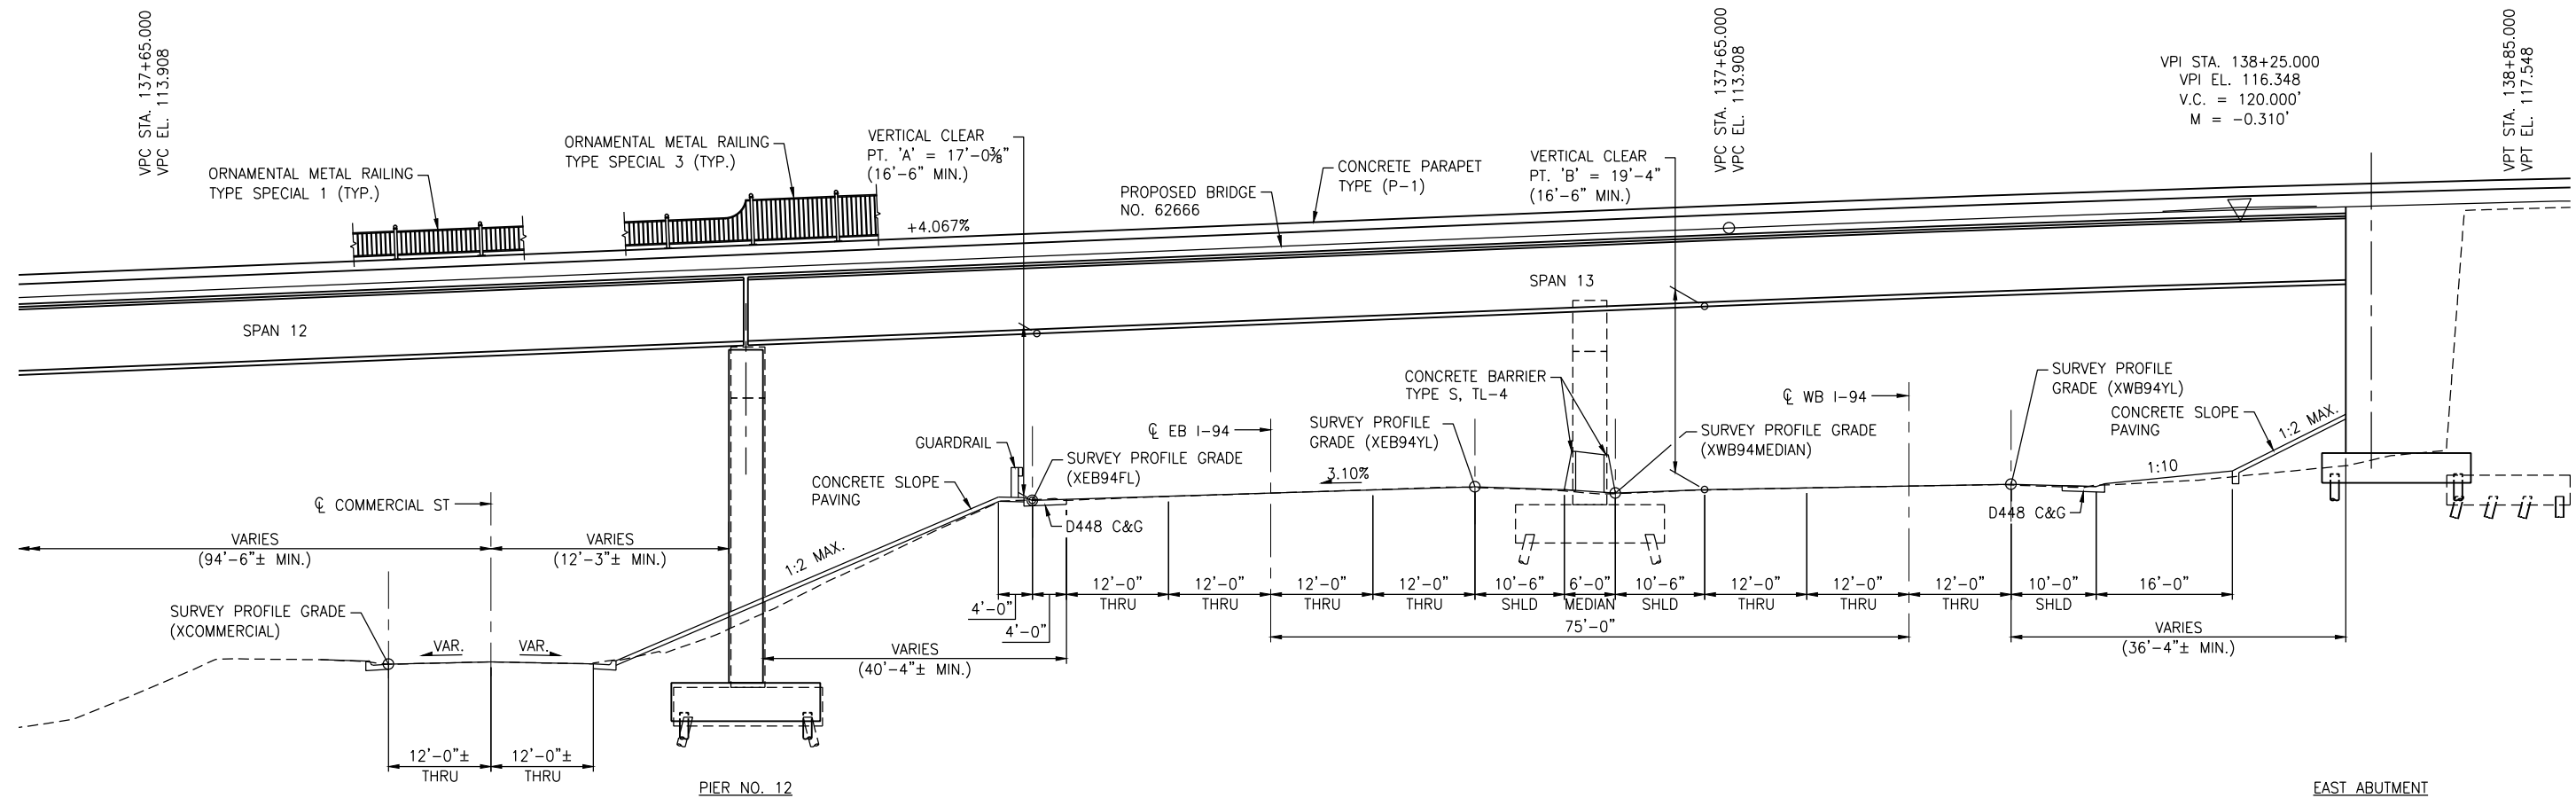 VPC STA. 137+65.000
VPC EL. 113.908
ORNAMENTAL METAL RAILING
TYPE SPECIAL 1 (TYP.)
ORNAMENTAL METAL RAILING
TYPE SPECIAL 3 (TYP.)
VERTICAL CLEAR
PT. 'A' = 17'-0⅜"
(16'-6" MIN.)
+4.067%
PROPOSED BRIDGE
NO. 62666
CONCRETE PARAPET
TYPE (P-1)
VERTICAL CLEAR
PT. 'B' = 19'-4"
(16'-6" MIN.)
VPC STA. 137+65.000
VPC EL. 113.908
VPI STA. 138+25.000
VPI EL. 116.348
V.C. = 120.000'
M = -0.310'
VPT STA. 138+85.000
VPT EL. 117.548
SPAN 12
SPAN 13
℄ COMMERCIAL ST
VARIES
(94'-6"± MIN.)
VARIES
(12'-3"± MIN.)
SURVEY PROFILE GRADE
(XCOMMERCIAL)
VAR.
VAR.
12'-0"±
THRU
12'-0"±
THRU
PIER NO. 12
CONCRETE SLOPE
PAVING
1:2 MAX.
GUARDRAIL
SURVEY PROFILE GRADE
(XEB94FL)
D448 C&G
℄ EB I-94
3.10%
SURVEY PROFILE
GRADE (XEB94YL)
CONCRETE BARRIER
TYPE S, TL-4
SURVEY PROFILE GRADE
(XWB94MEDIAN)
℄ WB I-94
SURVEY PROFILE
GRADE (XWB94YL)
CONCRETE SLOPE
PAVING
1:2 MAX.
1:10
D448 C&G
4'-0"
4'-0"
12'-0"
THRU
12'-0"
THRU
12'-0"
THRU
12'-0"
THRU
10'-6"
SHLD
6'-0"
MEDIAN
10'-6"
SHLD
12'-0"
THRU
12'-0"
THRU
12'-0"
THRU
10'-0"
SHLD
16'-0"
VARIES
(40'-4"± MIN.)
75'-0"
VARIES
(36'-4"± MIN.)
EAST ABUTMENT